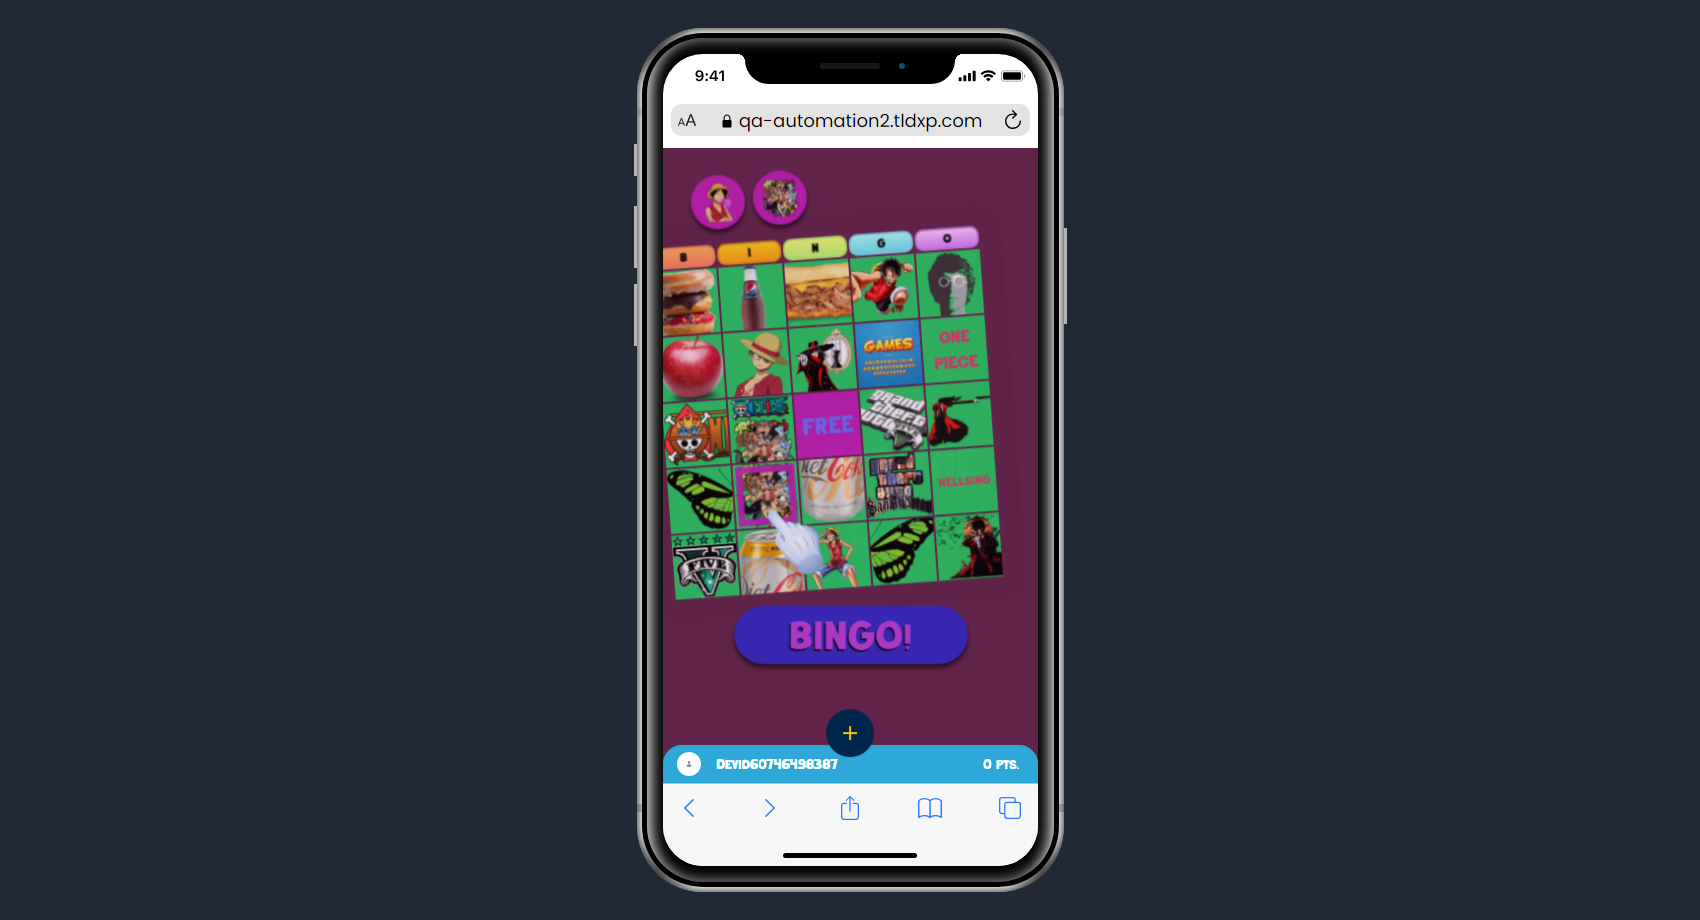 9:41
AA qa-automation2.tldxp.com
B I N G O
GAMES
ONE
PIECE
FREE
grand
theft
HELLSING
FIVE
BINGO!
+
DEVID60746498387 0 PTS.